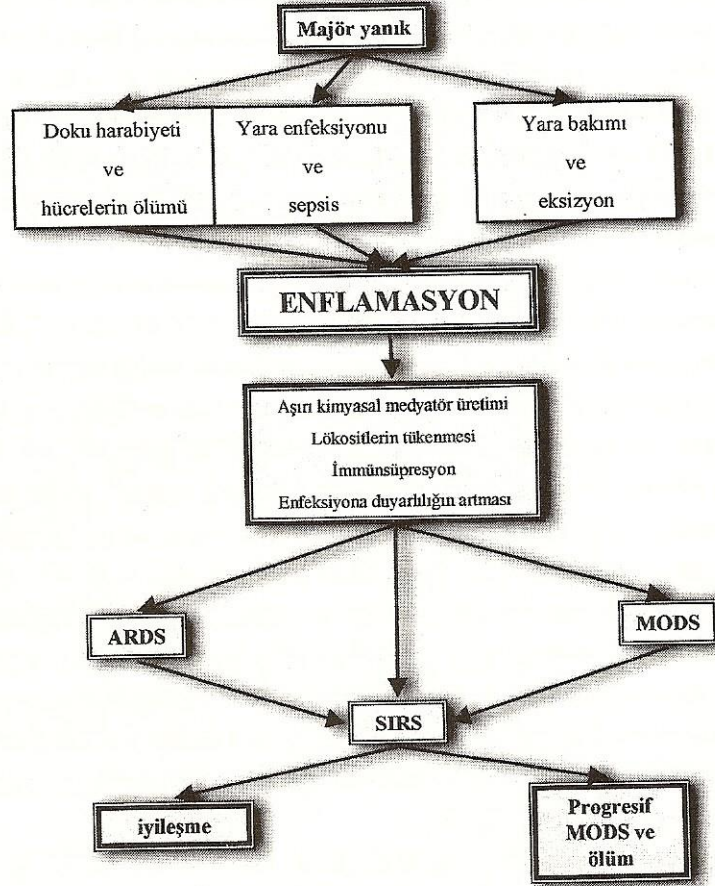 Majör yanık
Doku harabiyeti
ve
hücrelerin ölümü
Yara enfeksiyonu
ve
sepsis
Yara bakımı
ve
eksizyon
ENFLAMASYON
Aşırı kimyasal medyatör üretimi
Lökositlerin tükenmesi
İmmünsüpresyon
Enfeksiyona duyarlılığın artması
ARDS
MODS
SIRS
iyileşme
Progresif
MODS ve
ölüm